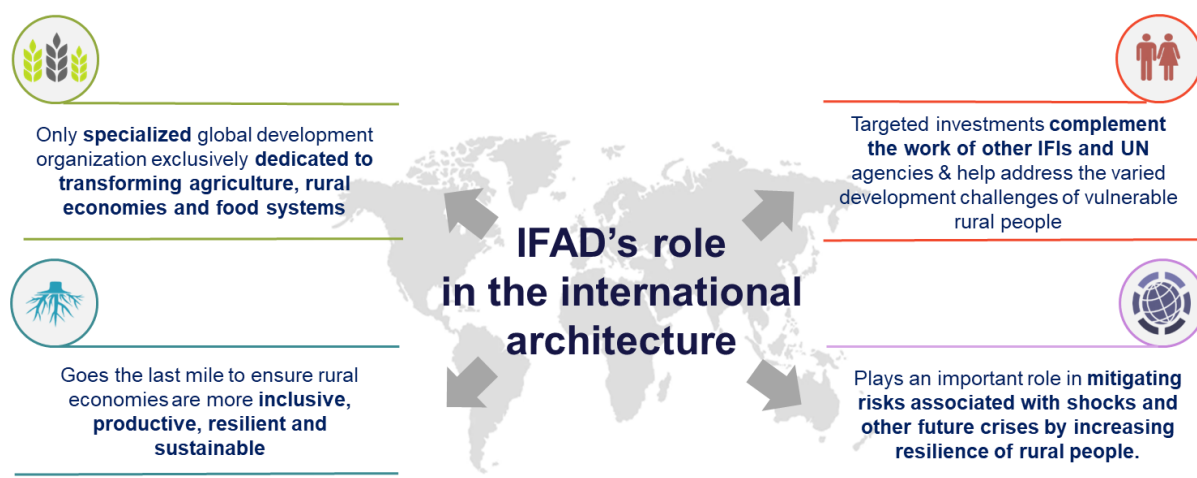 Only specialized global development
organization exclusively dedicated to
transforming agriculture, rural
economies and food systems
Targeted investments complement
the work of other IFIs and UN
agencies & help address the varied
development challenges of vulnerable
rural people
IFAD’s role
in the international
architecture
Goes the last mile to ensure rural
economies are more inclusive,
productive, resilient and
sustainable
Plays an important role in mitigating
risks associated with shocks and
other future crises by increasing
resilience of rural people.